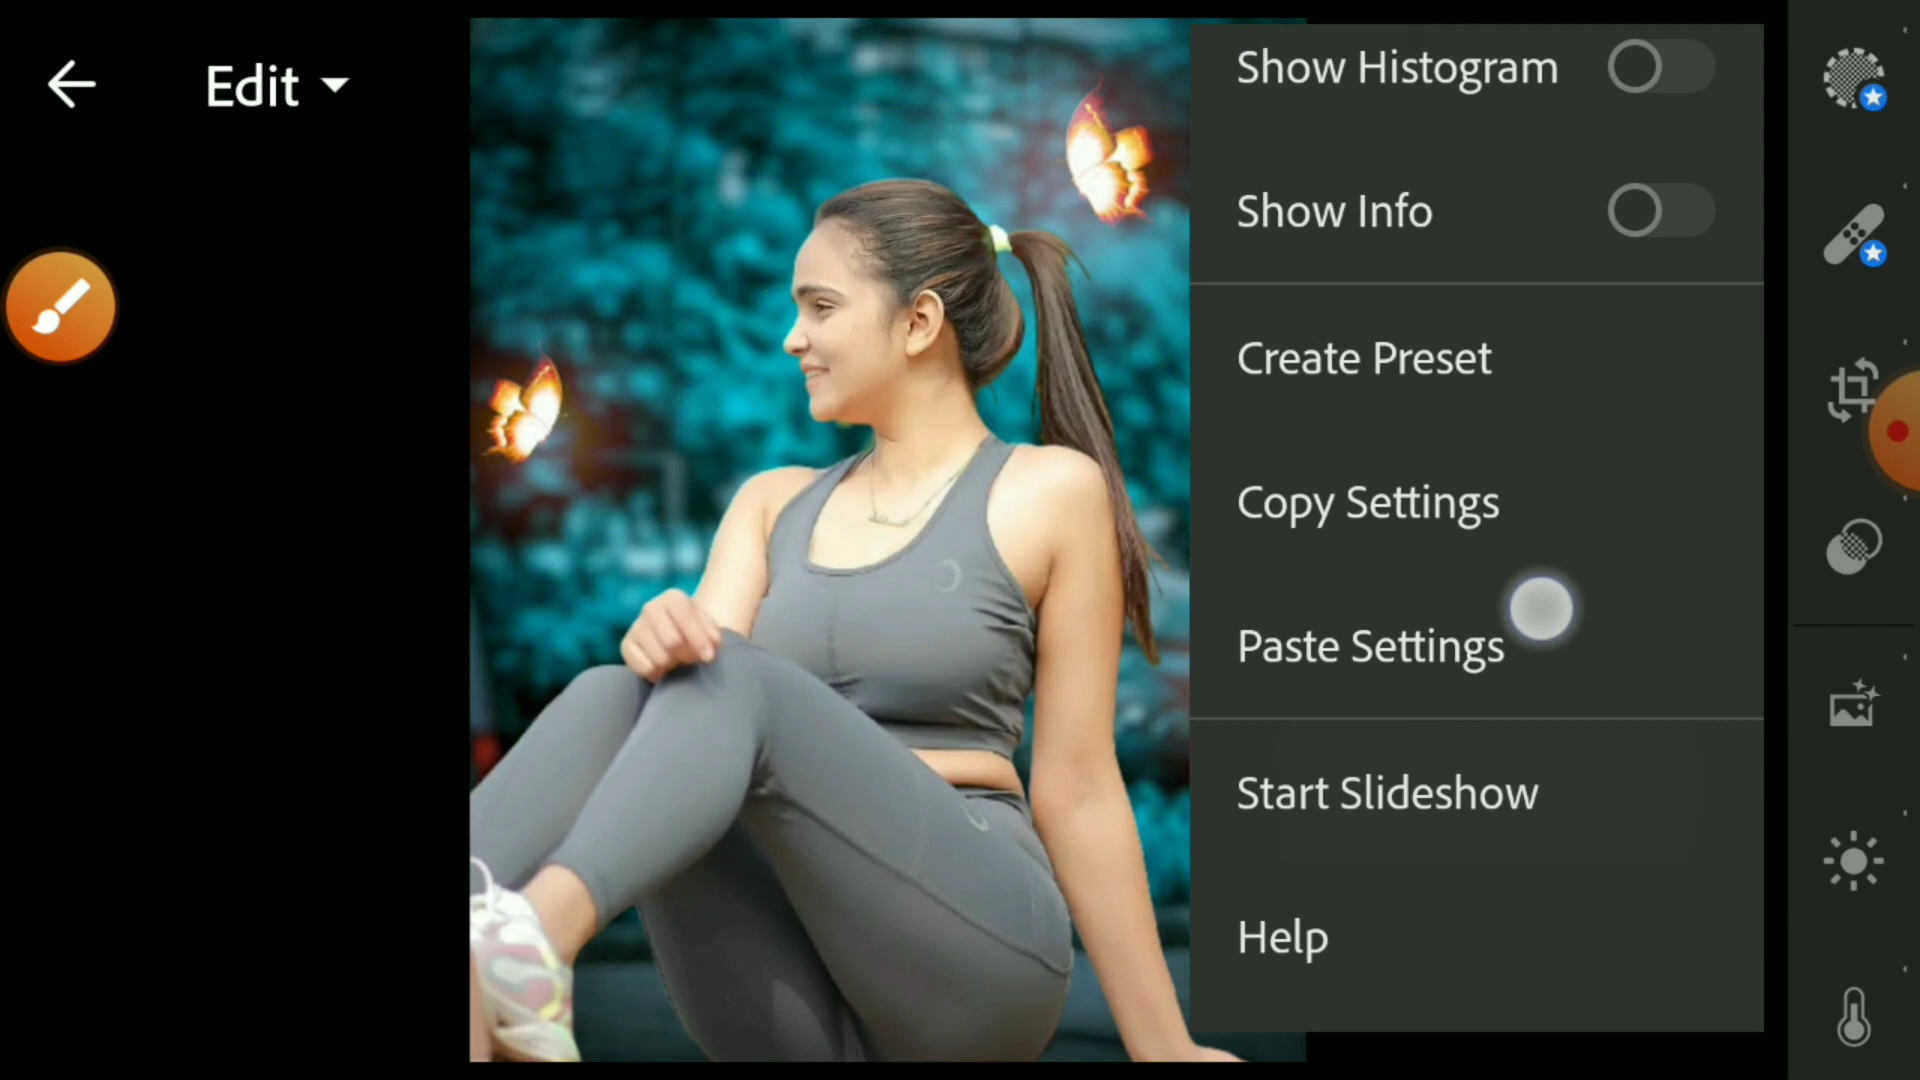 Edit
Show Histogram
Show Info
Create Preset
Copy Settings
Paste Settings
Start Slideshow
Help